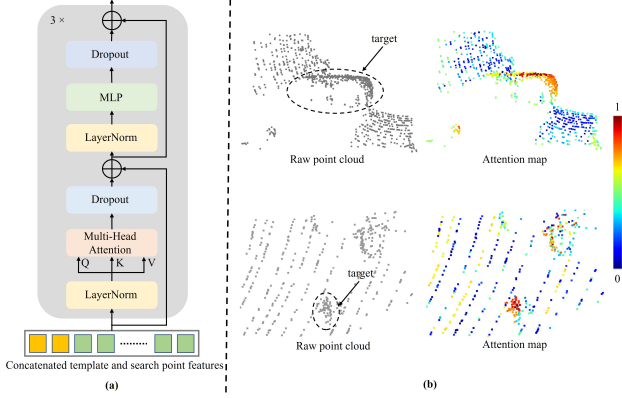 3 ×
Dropout
MLP
LayerNorm
Dropout
Multi-Head
Attention
Q K V
LayerNorm
Concatenated template and search point features
(a)
target
Raw point cloud
Attention map
target
Raw point cloud
Attention map
1
0
(b)